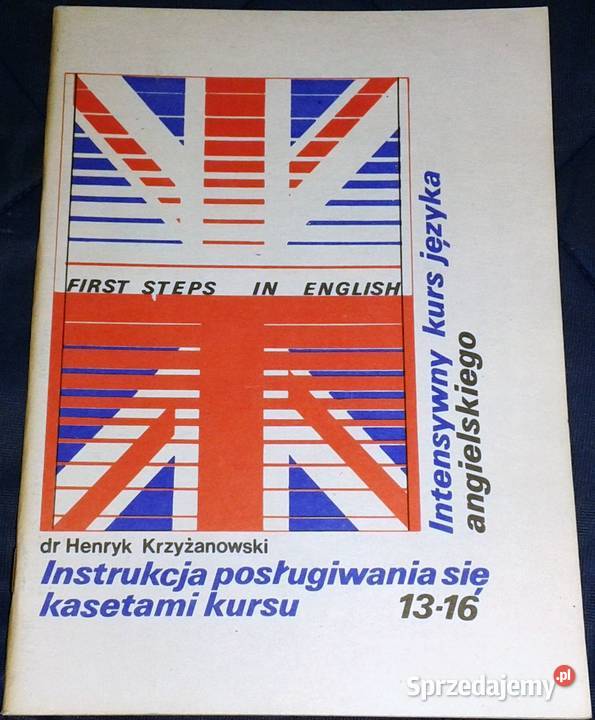 FIRST STEPS IN ENGLISH
Intensywny kurs języka
angielskiego
dr Henryk Krzyżanowski
Instrukcja posługiwania się
kasetami kursu 13-16
Sprzedajemy.pl